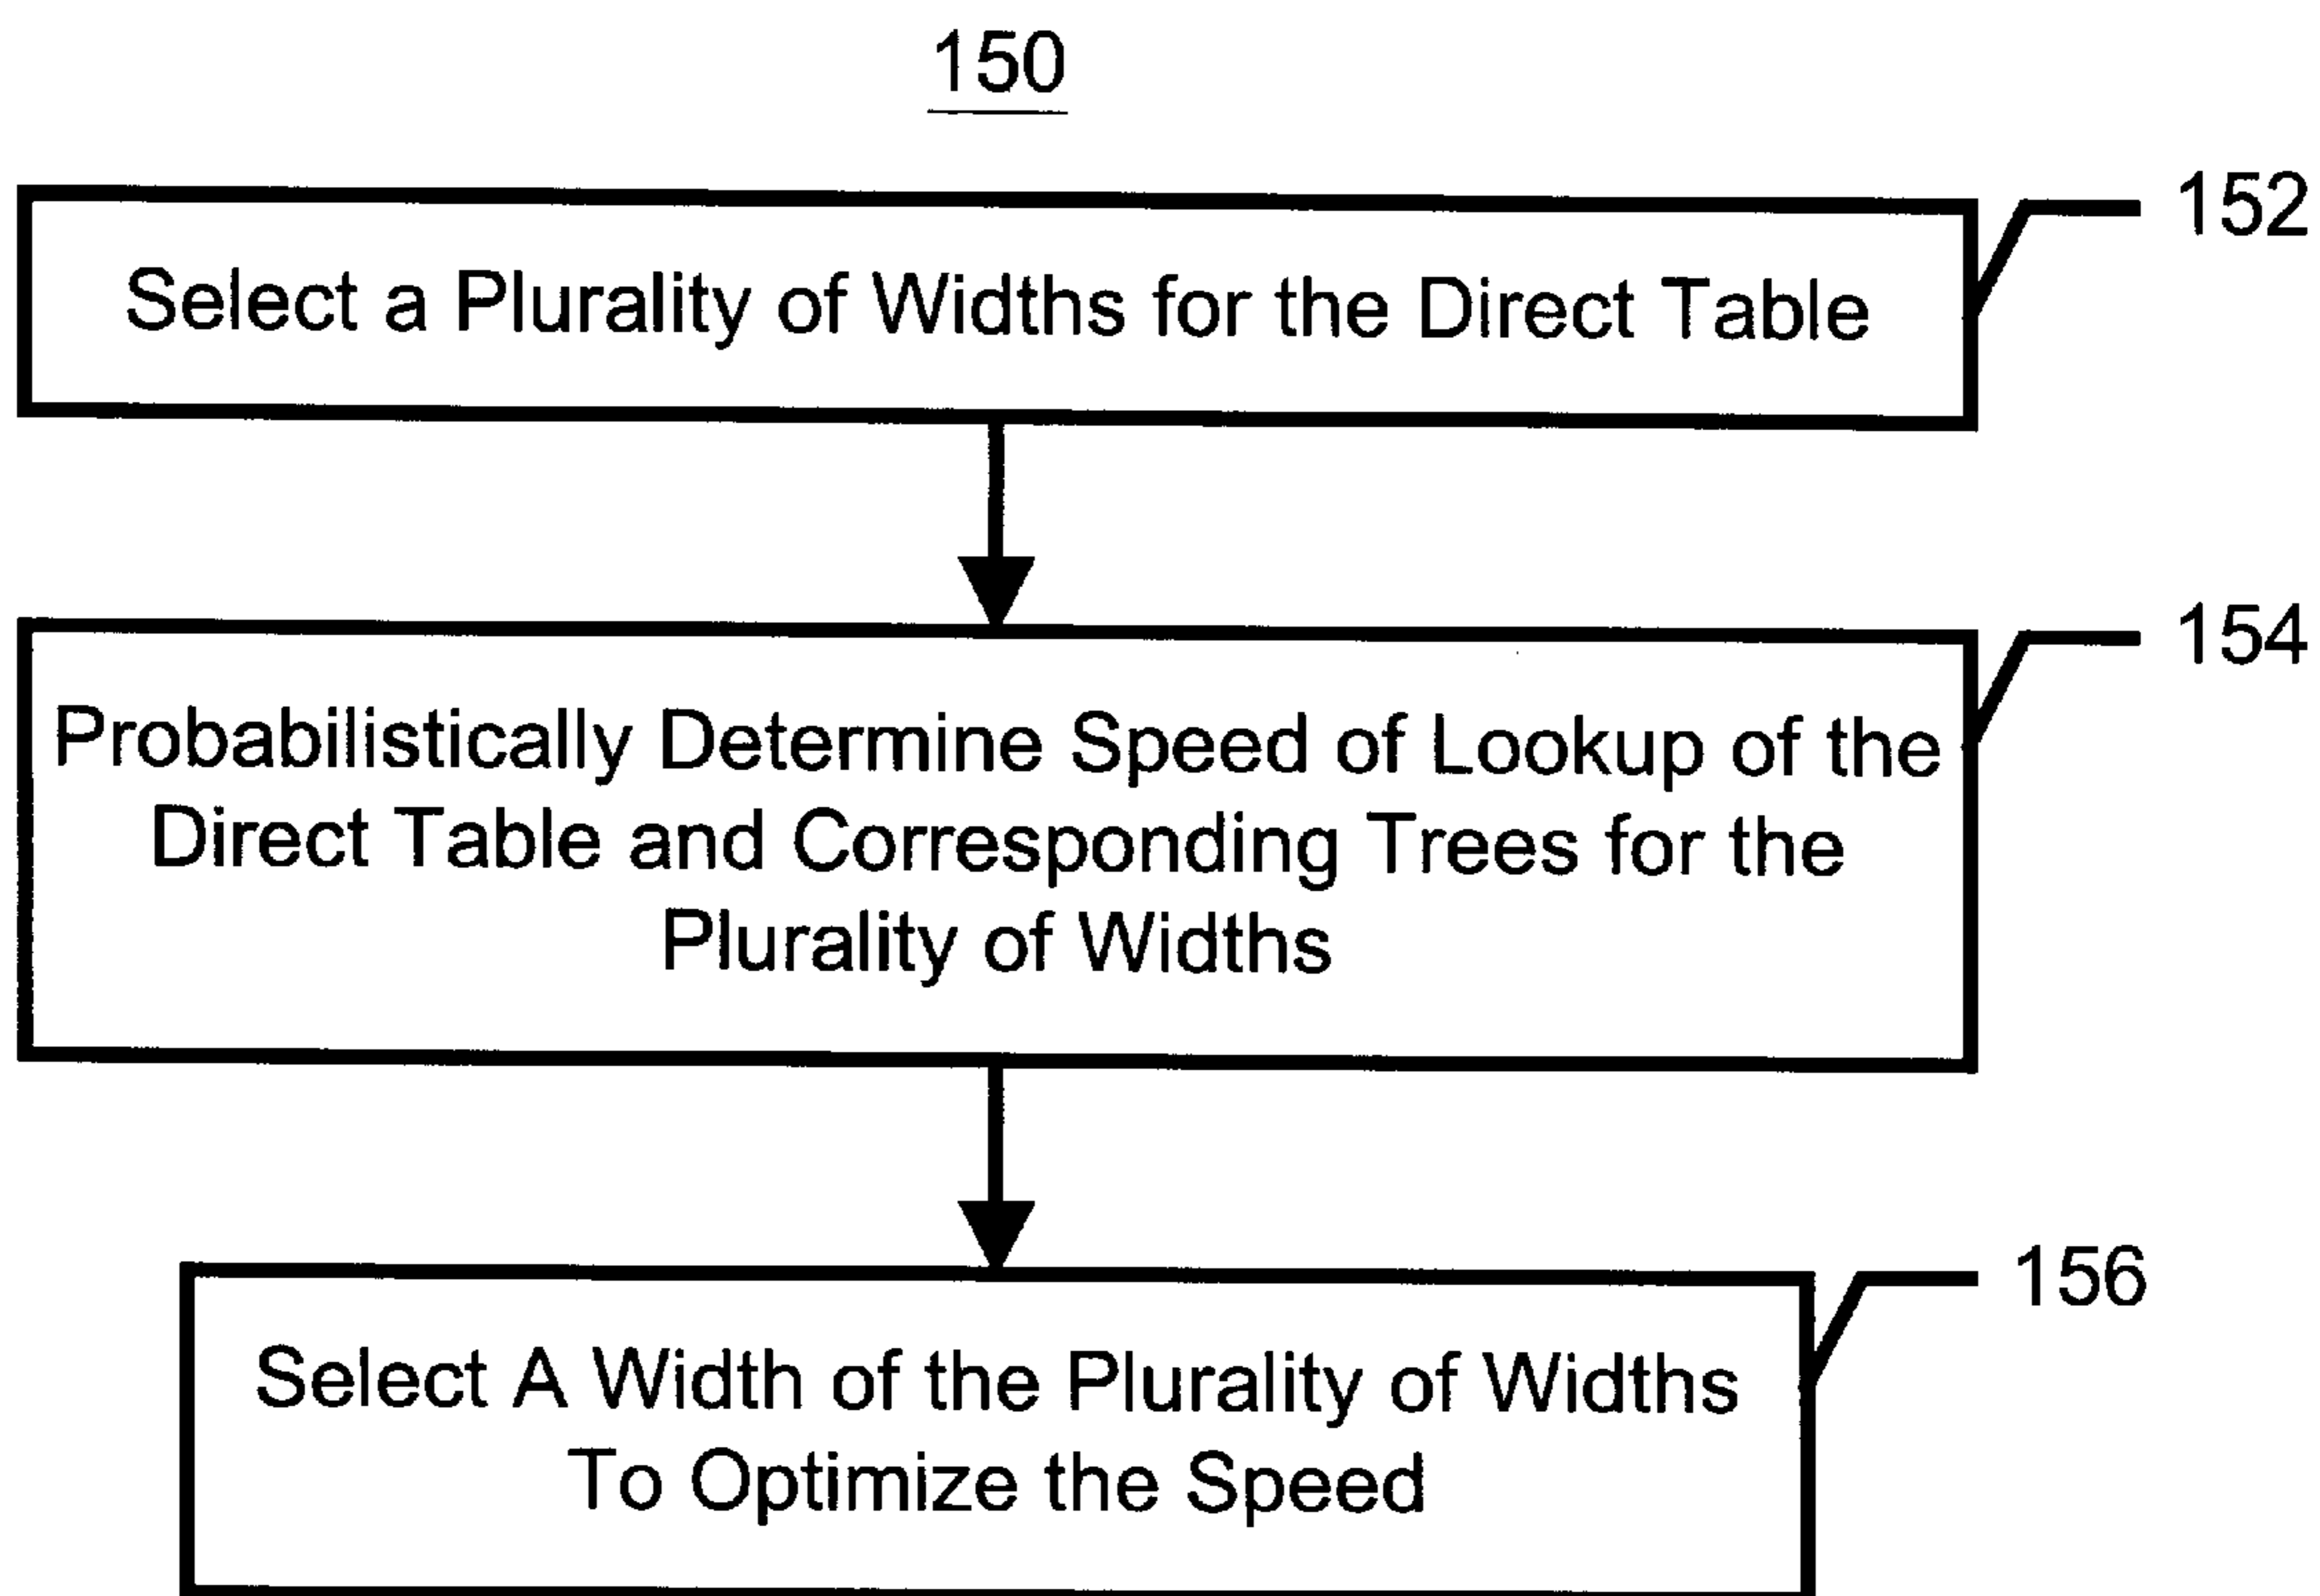 150
152
Select a Plurality of Widths for the Direct Table
154
Probabilistically Determine Speed of Lookup of the
Direct Table and Corresponding Trees for the
Plurality of Widths
156
Select A Width of the Plurality of Widths
To Optimize the Speed